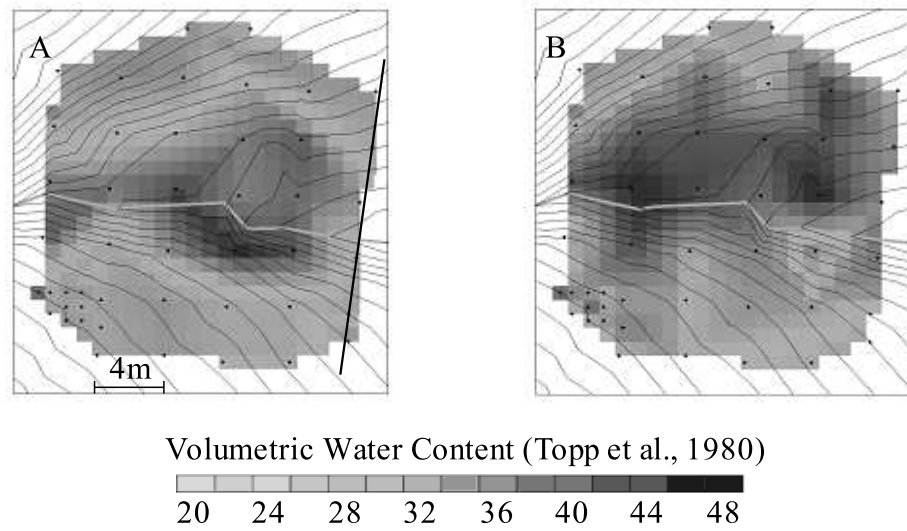 A
B
4m
Volumetric Water Content (Topp et al., 1980)
20 24 28 32 36 40 44 48